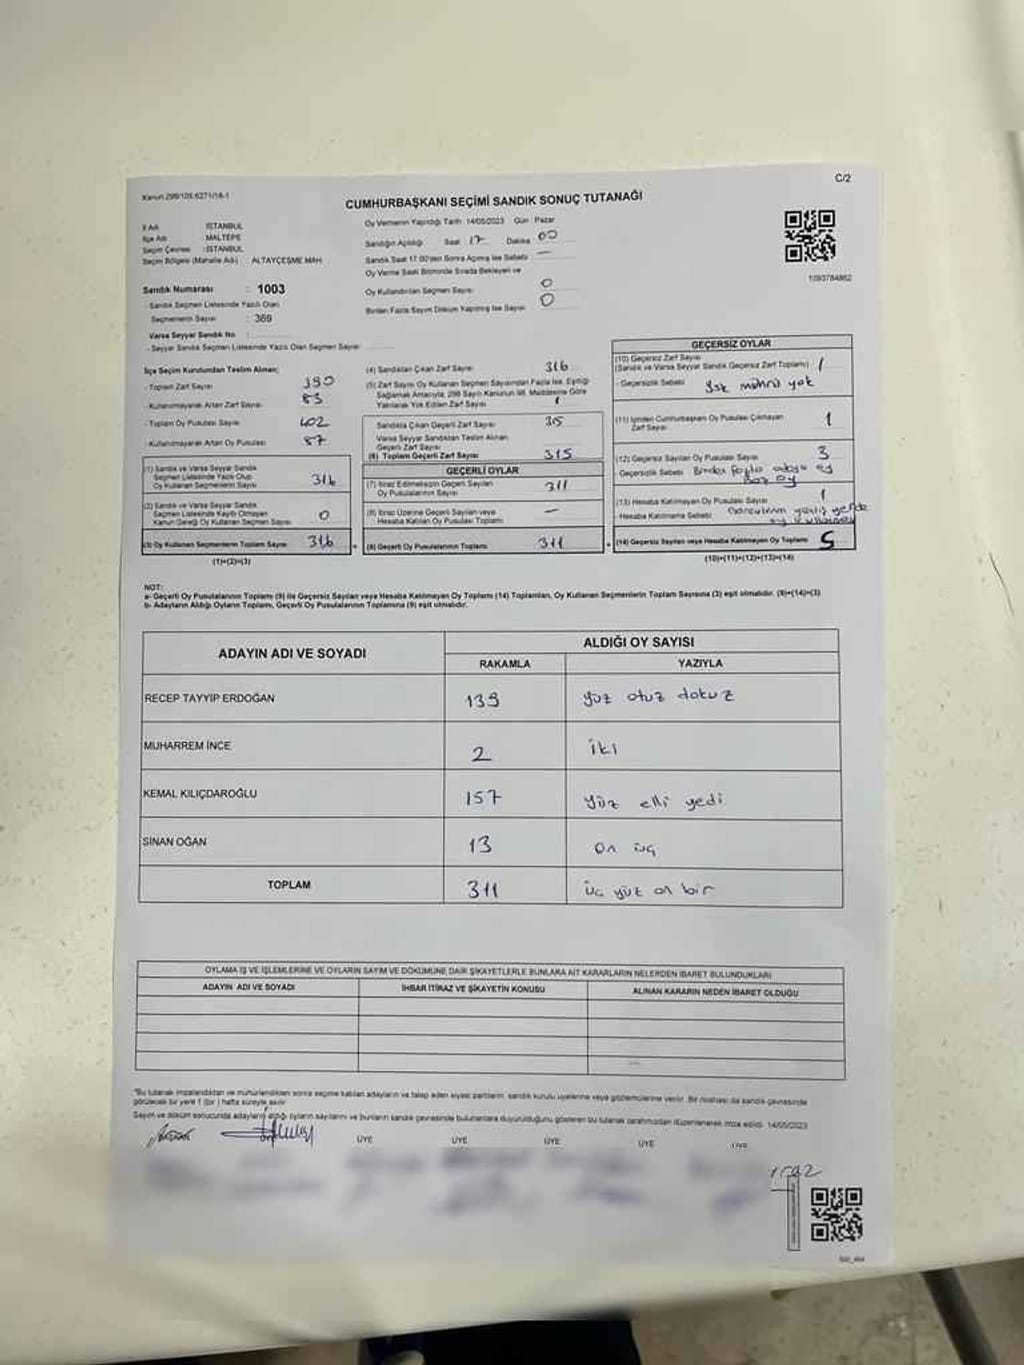 Kanun:298/105,6271/14-1
C/2
CUMHURBAŞKANI SEÇİMİ SANDIK SONUÇ TUTANAĞI
İl Adı : İSTANBUL
İlçe Adı : MALTEPE
Seçim Çevresi : İSTANBUL
Seçim Bölgesi (Mahalle Adı) : ALTAYÇEŞME MAH.
Sandık Numarası : 1003
- Sandık Seçmen Listesinde Yazılı Olan
Seçmenlerin Sayısı : 369
Varsa Seyyar Sandık No :
- Seyyar Sandık Seçmen Listesinde Yazılı Olan Seçmen Sayısı:
Oy Vermenin Yapıldığı Tarih: 14/05/2023 Gün: Pazar
Sandığın Açıldığı Saat 17 Dakika 00
Sandık Saat 17.00'den Sonra Açılmış İse Sebebi: —
Oy Verme Saati Bitiminde Sırada Bekleyen ve
Oy Kullandırılan Seçmen Sayısı: 0
Birden Fazla Sayım Döküm Yapılmış İse Sayısı: 0
1093784862
İlçe Seçim Kurulundan Teslim Alınan;
- Toplam Zarf Sayısı 390
- Kullanılmayarak Artan Zarf Sayısı 83
- Toplam Oy Pusulası Sayısı 402
- Kullanılmayarak Artan Oy Pusulası 87
(1) Sandık ve Varsa Seyyar Sandık
Seçmen Listesinde Kayıtlı Olup
Oy Kullanan Seçmenlerin Sayısı 316
(2) Sandık ve Varsa Seyyar Sandık
Seçmen Listesinde Kayıtlı Olmayan
Kanun Gereği Oy Kullanan Seçmen Sayısı 0
(3) Oy Kullanan Seçmenlerin Toplam Sayısı 316
(1)+(2)=(3)
(4) Sandıktan Çıkan Zarf Sayısı 316
(5) Zarf Sayısı Oy Kullanan Seçmen Sayısından Fazla İse, Eşitliği
Sağlamak Amacıyla, 298 Sayılı Kanunun 98. Maddesine Göre
Yakılarak Yok Edilen Zarf Sayısı
Sandıkta Çıkan Geçerli Zarf Sayısı 315
Varsa Seyyar Sandıktan Teslim Alınan
Geçerli Zarf Sayısı
(6) Toplam Geçerli Zarf Sayısı 315
GEÇERLİ OYLAR
(7) İtiraz Edilmeksizin Geçerli Sayılan
Oy Pusulalarının Sayısı 311
(8) İtiraz Üzerine Geçerli Sayılan veya
Hesaba Katılan Oy Pusulası Toplamı —
(9) Geçerli Oy Pusulalarının Toplamı 311
GEÇERSİZ OYLAR
(10) Geçersiz Zarf Sayısı
(Sandık ve Varsa Seyyar Sandık Geçersiz Zarf Toplamı) 1
- Geçersizlik Sebebi Ysk mührü yok
(11) İçinden Cumhurbaşkanı Oy Pusulası Çıkmayan
Zarf Sayısı 1
(12) Geçersiz Sayılan Oy Pusulası Sayısı 3
- Geçersizlik Sebebi Birden fazla adaya oy
boş oy
(13) Hesaba Katılmayan Oy Pusulası Sayısı 1
- Hesaba Katılmama Sebebi yanlış yerde
oy kullanması
(14) Geçersiz Sayılan veya Hesaba Katılmayan Oy Toplamı 5
(10)+(11)+(12)+(13)=(14)
NOT:
a- Geçerli Oy Pusulaları Toplamı (9) ile Geçersiz Sayılan veya Hesaba Katılmayan Oy Toplamı (14) Toplamları, Oy Kullanan Seçmenlerin Toplam Sayısına (3) eşit olmalıdır. (9)+(14)=(3)
b- Adayların Aldığı Oyların Toplamı, Geçerli Oy Pusulalarının Toplamına (9) eşit olmalıdır.
ADAYIN ADI VE SOYADI ALDIĞI OY SAYISI
RAKAMLA YAZIYLA
RECEP TAYYİP ERDOĞAN 139 yüz otuz dokuz
MUHARREM İNCE 2 iki
KEMAL KILIÇDAROĞLU 157 yüz elli yedi
SİNAN OĞAN 13 on üç
TOPLAM 311 üç yüz on bir
OYLAMA İŞ VE İŞLEMLERİNE VE OYLARIN SAYIM VE DÖKÜMÜNE DAİR ŞİKAYETLERLE BUNLARA AİT KARARLARIN NELERDEN İBARET BULUNDUKLARI
ADAYIN ADI VE SOYADI İHBAR İTİRAZ VE ŞİKAYETİN KONUSU ALINAN KARARIN NEDEN İBARET OLDUĞU
"Bu tutanak imzalandıktan ve mühürlendikten sonra seçime katılan adayların ve talep eden siyasi partilerin, sandık kurulu üyelerine veya gözlemcilerine verilir. Bir nüshası da sandık çevresinde
görülecek bir yere 1 (bir) hafta süreyle asılır.
Sayım ve döküm sonucunda adayların aldığı oyların sayılarını ve bunların sandık çevresinde bulunanlara duyurulduğunu gösteren bu tutanak tarafımızdan düzenlenerek imza edildi. 14/05/2023
ÜYE ÜYE ÜYE ÜYE ÜYE